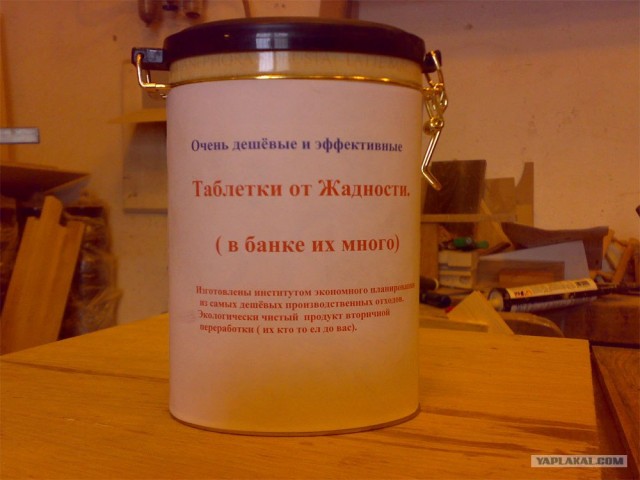 Очень дешёвые и эффективные
Таблетки от Жадности.
( в банке их много)
Изготовлены институтом экономного планирования
из самых дешёвых производственных отходов.
Экологически чистый продукт вторичной
переработки ( их кто то ел до вас).
YAPLAKAL.COM